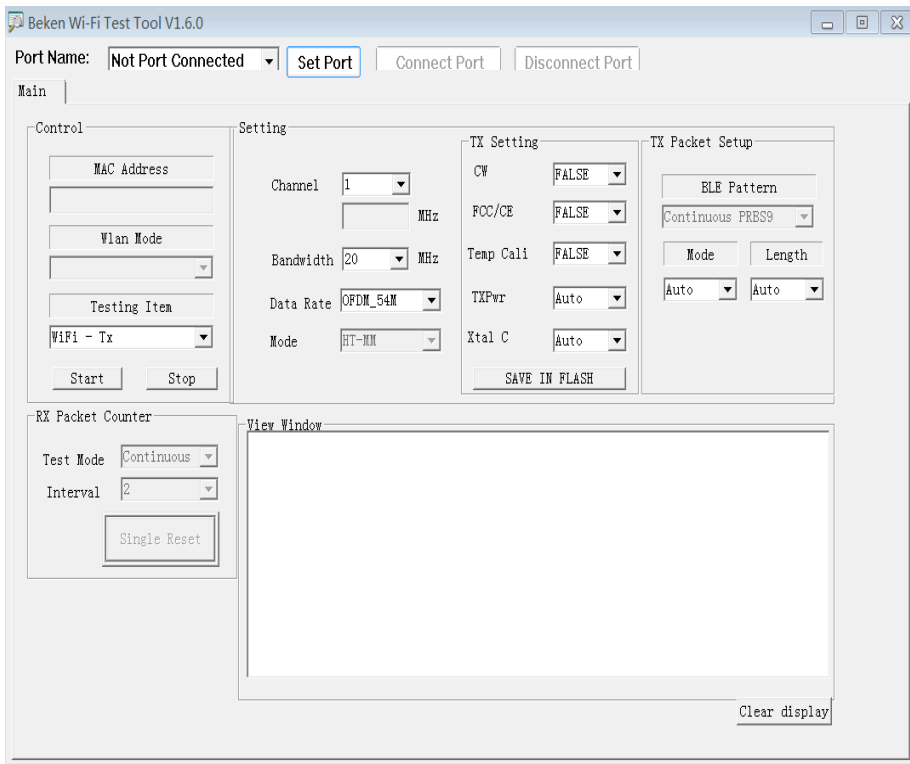 Beken Wi-Fi Test Tool V1.6.0
Port Name: Not Port Connected Set Port Connect Port Disconnect Port
Main
Control
MAC Address
Wlan Mode
Testing Item
WiFi - Tx
Start Stop
Setting
Channel 1
MHz
Bandwidth 20 MHz
Data Rate OFDM_54M
Mode HT-MM
TX Setting
CW FALSE
FCC/CE FALSE
Temp Cali FALSE
TXPwr Auto
Xtal C Auto
SAVE IN FLASH
TX Packet Setup
BLE Pattern
Continuous PRBS9
Mode Length
Auto Auto
RX Packet Counter
Test Mode Continuous
Interval 2
Single Reset
View Window
Clear display